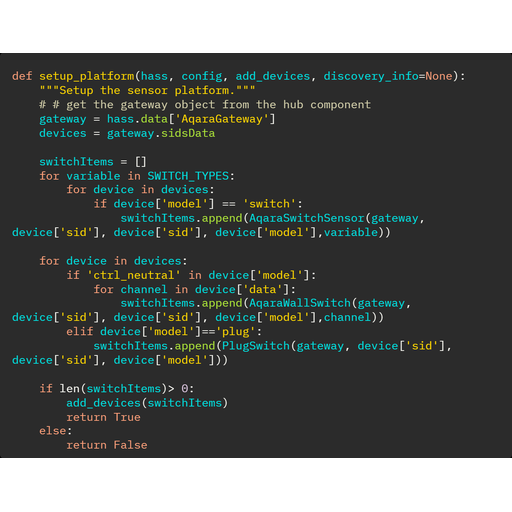 def setup_platform(hass, config, add_devices, discovery_info=None):
    """Setup the sensor platform."""
    # # get the gateway object from the hub component
    gateway = hass.data['AqaraGateway']
    devices = gateway.sidsData

    switchItems = []
    for variable in SWITCH_TYPES:
        for device in devices:
            if device['model'] == 'switch':
                switchItems.append(AqaraSwitchSensor(gateway,
device['sid'], device['sid'], device['model'],variable))

    for device in devices:
        if 'ctrl_neutral' in device['model']:
            for channel in device['data']:
                switchItems.append(AqaraWallSwitch(gateway,
device['sid'], device['sid'], device['model'],channel))
        elif device['model']=='plug':
            switchItems.append(PlugSwitch(gateway, device['sid'],
device['sid'], device['model']))

    if len(switchItems)> 0:
        add_devices(switchItems)
        return True
    else:
        return False